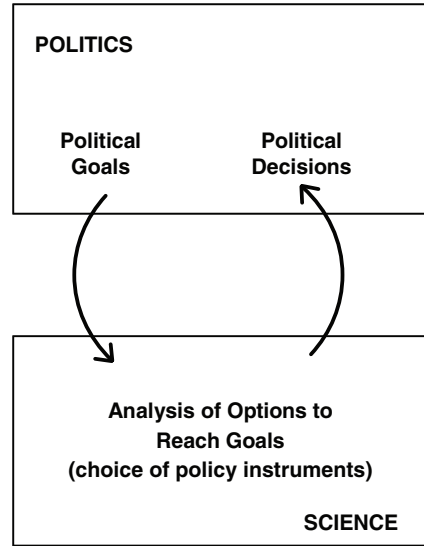 POLITICS
Political Goals
Political Decisions
Analysis of Options to
Reach Goals
(choice of policy instruments)
SCIENCE